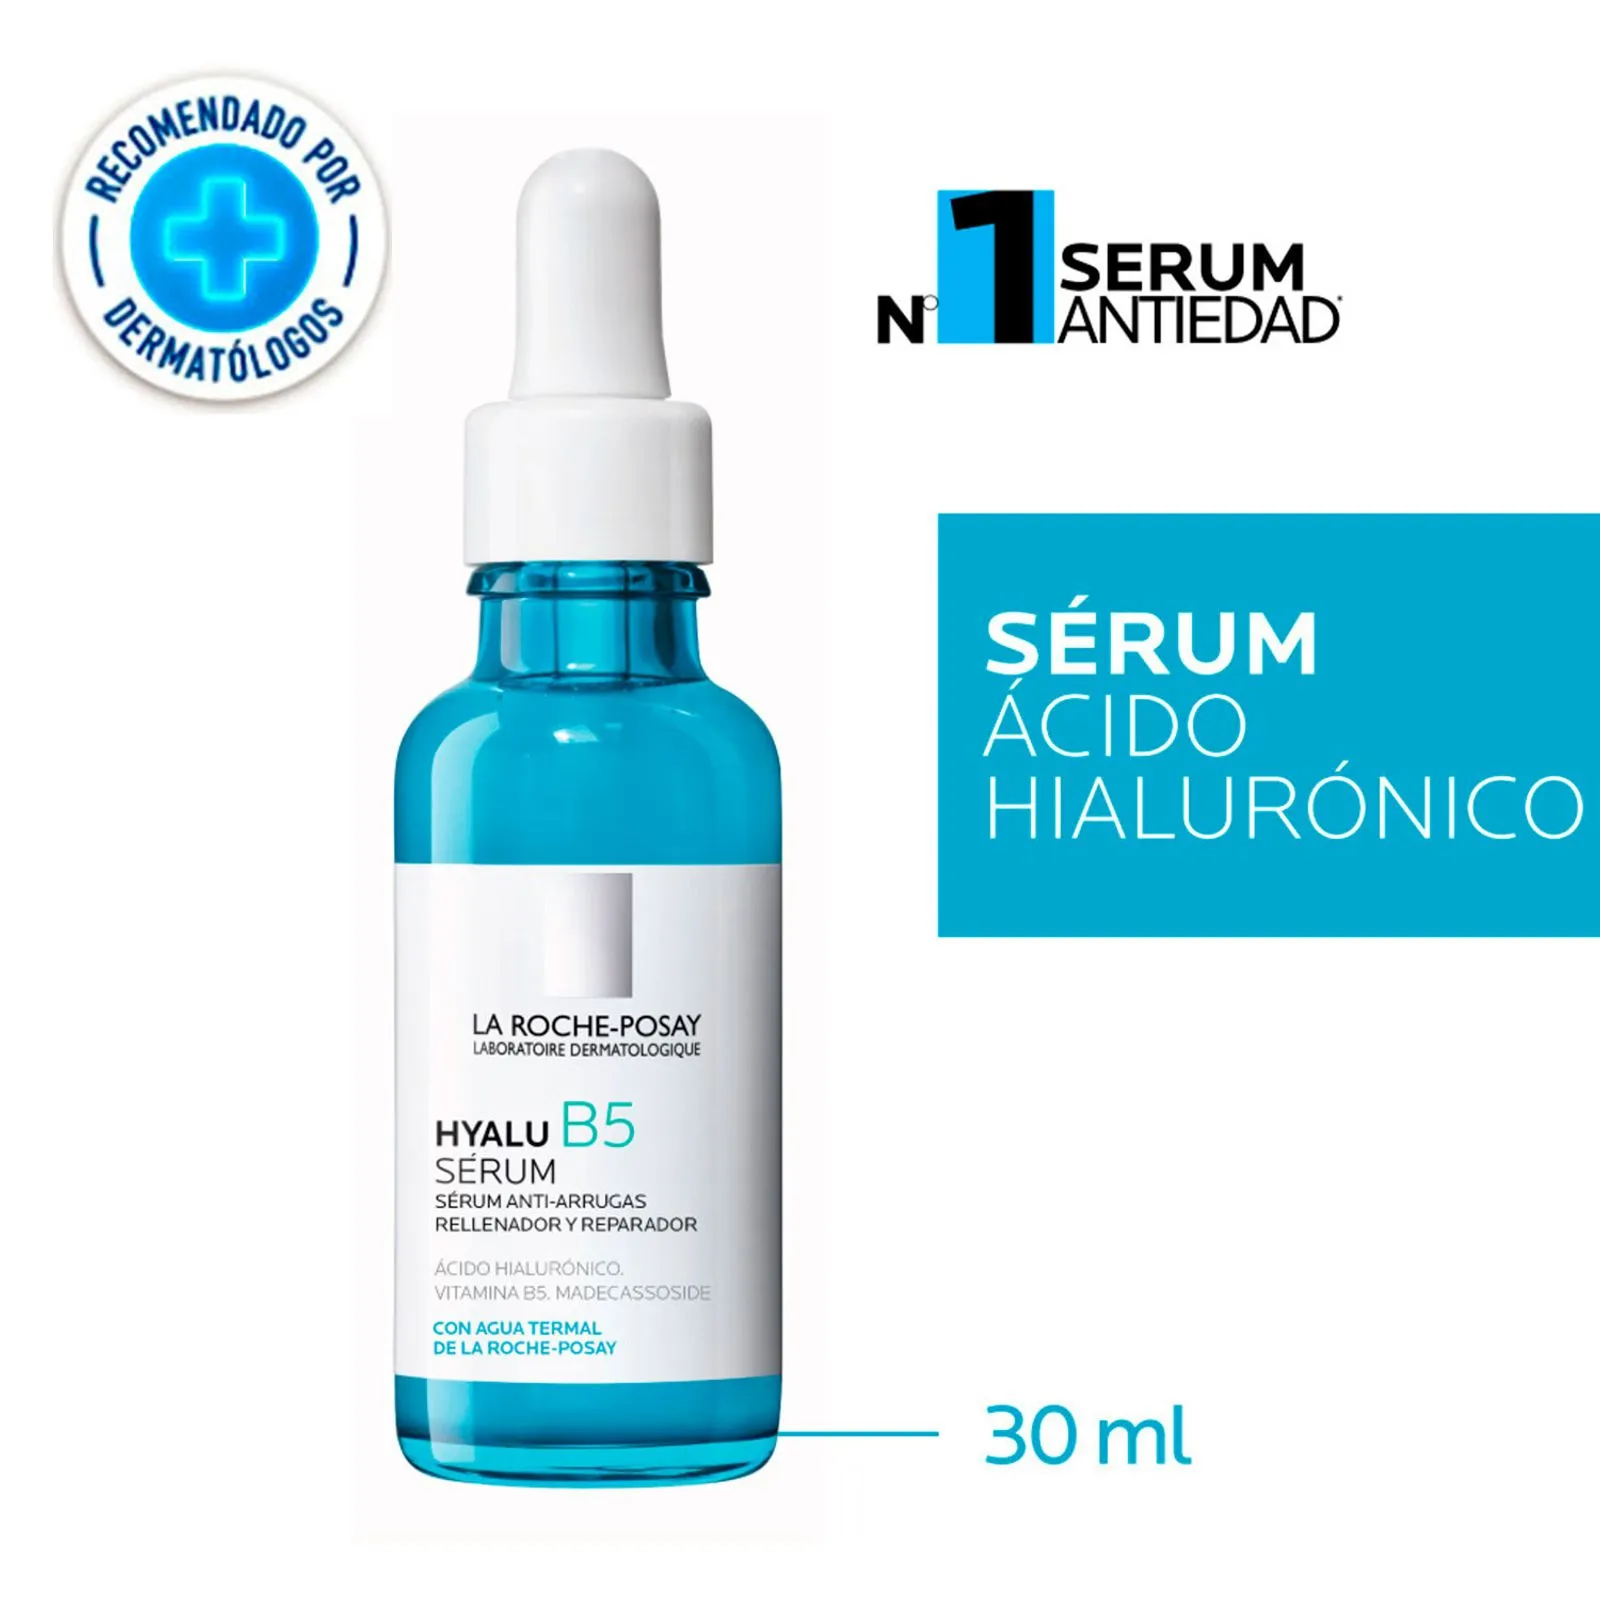 RECOMENDADO POR
DERMATÓLOGOS
Nº1 SERUM
ANTIEDAD*
SÉRUM
ÁCIDO
HIALURÓNICO
LA ROCHE-POSAY
LABORATOIRE DERMATOLOGIQUE
HYALU B5
SÉRUM
SÉRUM ANTI-ARRUGAS
RELLENADOR Y REPARADOR
ÁCIDO HIALURÓNICO.
VITAMINA B5. MADECASSOSIDE
CON AGUA TERMAL
DE LA ROCHE-POSAY
30 ml